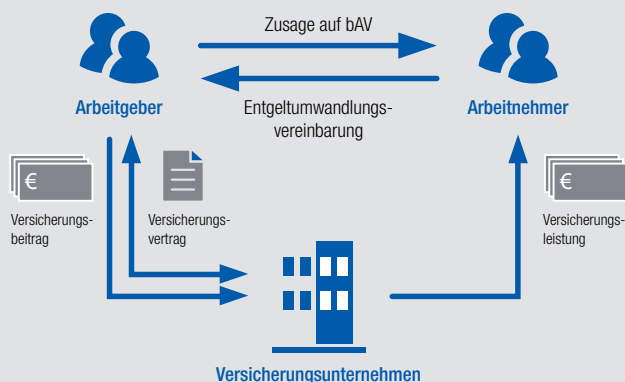 Zusage auf bAV
Arbeitgeber
Entgeltumwandlungs-
vereinbarung
Arbeitnehmer
€
Versicherungs-
beitrag
Versicherungs-
vertrag
€
Versicherungs-
leistung
Versicherungsunternehmen